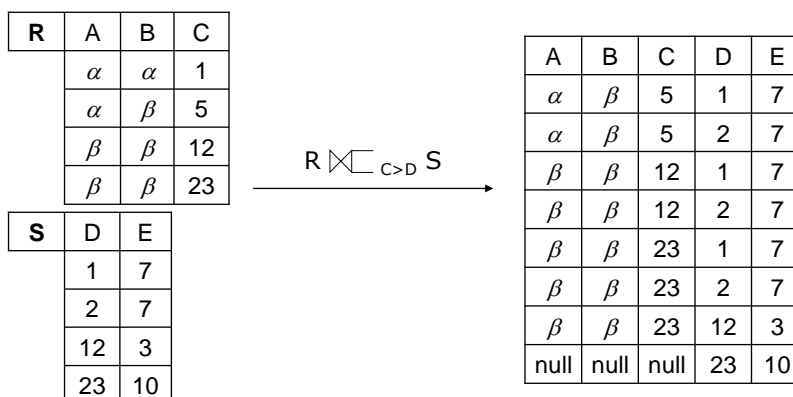 R A B C
α α 1
α β 5
β β 12
β β 23
S D E
1 7
2 7
12 3
23 10
R ⟖ C>D S
A B C D E
α β 5 1 7
α β 5 2 7
β β 12 1 7
β β 12 2 7
β β 23 1 7
β β 23 2 7
β β 23 12 3
null null null 23 10